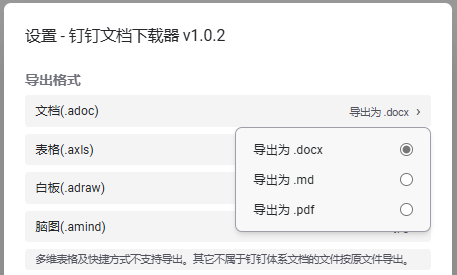 设置 - 钉钉文档下载器 v1.0.2
导出格式
文档(.adoc)
导出为 .docx
表格(.axls)
导出为 .docx
白板(.adraw)
导出为 .md
脑图(.amind)
导出为 .pdf
多维表格及快捷方式不支持导出。其它不属于钉钉体系文档的文件按原文件导出。